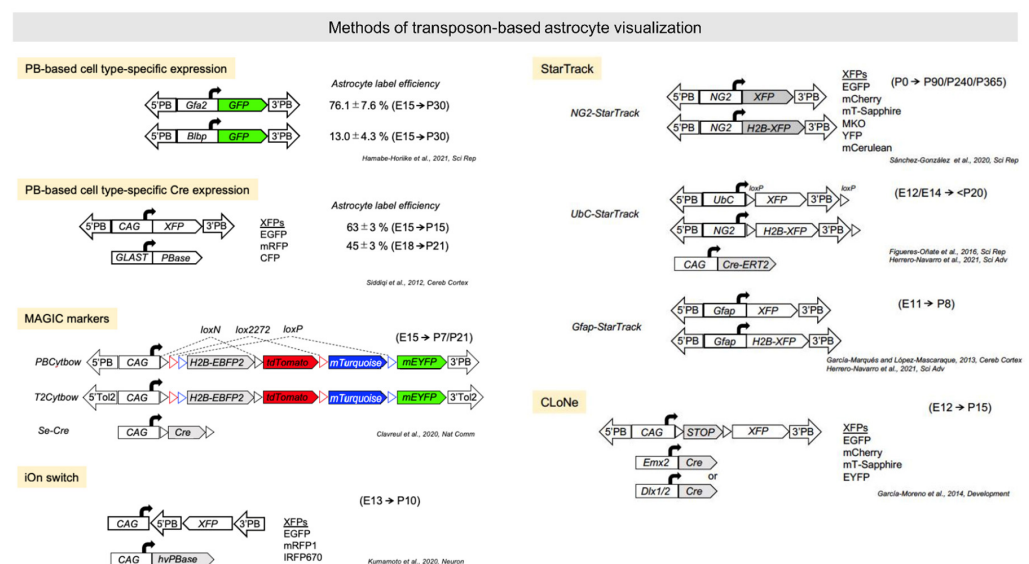 Methods of transposon-based astrocyte visualization
PB-based cell type-specific expression
Astrocyte label efficiency
5'PB Gfa2 GFP 3'PB
76.1 ± 7.6 % (E15→P30)
5'PB Blbp GFP 3'PB
13.0 ± 4.3 % (E15→P30)
Hamabe-Horiike et al., 2021, Sci Rep
PB-based cell type-specific Cre expression
Astrocyte label efficiency
5'PB CAG XFP 3'PB
GLAST PBase
XFPs
EGFP
mRFP
CFP
63 ± 3 % (E15→P15)
45 ± 3 % (E18→P21)
Siddiqi et al., 2012, Cereb Cortex
MAGIC markers
loxN lox2272 loxP
(E15 → P7/P21)
PBCytbow 5'PB CAG H2B-EBFP2 tdTomato mTurquoise mEYFP 3'PB
T2Cytbow 5'Tol2 CAG H2B-EBFP2 tdTomato mTurquoise mEYFP 3'Tol2
Se-Cre CAG Cre
Clavreul et al., 2020, Nat Comm
iOn switch
(E13 → P10)
CAG 5'PB XFP 3'PB
CAG hvPBase
XFPs
EGFP
mRFP1
IRFP670
Kumamoto et al., 2020, Neuron
StarTrack
NG2-StarTrack
5'PB NG2 XFP 3'PB
5'PB NG2 H2B-XFP 3'PB
XFPs
EGFP
mCherry
mT-Sapphire
MKO
YFP
mCerulean
(P0 → P90/P240/P365)
Sánchez-González et al., 2020, Sci Rep
UbC-StarTrack
loxP loxP
5'PB UbC XFP 3'PB
5'PB NG2 H2B-XFP 3'PB
CAG Cre-ERT2
(E12/E14 → <P20)
Figueres-Oñate et al., 2016, Sci Rep
Herrero-Navarro et al., 2021, Sci Adv
Gfap-StarTrack
5'PB Gfap XFP 3'PB
5'PB Gfap H2B-XFP 3'PB
(E11 → P8)
García-Marqués and López-Mascaraque, 2013, Cereb Cortex
Herrero-Navarro et al., 2021, Sci Adv
CLoNe
(E12 → P15)
5'PB CAG STOP XFP 3'PB
Emx2 Cre
or
Dlx1/2 Cre
XFPs
EGFP
mCherry
mT-Sapphire
EYFP
García-Moreno et al., 2014, Development